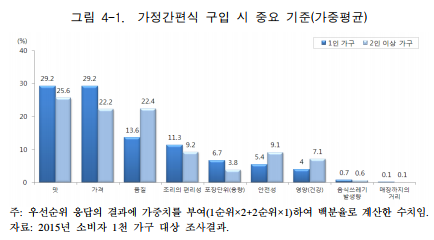 그림 4-1. 가정간편식 구입 시 중요 기준(가중평균)
(%)
1인 가구 2인 이상 가구
40
30
20
10
0
29.2 25.6 29.2 22.2 13.6 22.4 11.3 9.2 6.7 3.8 5.4 9.1 4 7.1 0.7 0.6 0.1 0.1
맛 가격 품질 조리의 편리성 포장단위(용량) 안전성 영양(건강) 음식쓰레기 매장까지의
발생량 거리
주: 우선순위 응답의 결과에 가중치를 부여(1순위×2+2순위×1)하여 백분율로 계산한 수치임.
자료: 2015년 소비자 1천 가구 대상 조사결과.